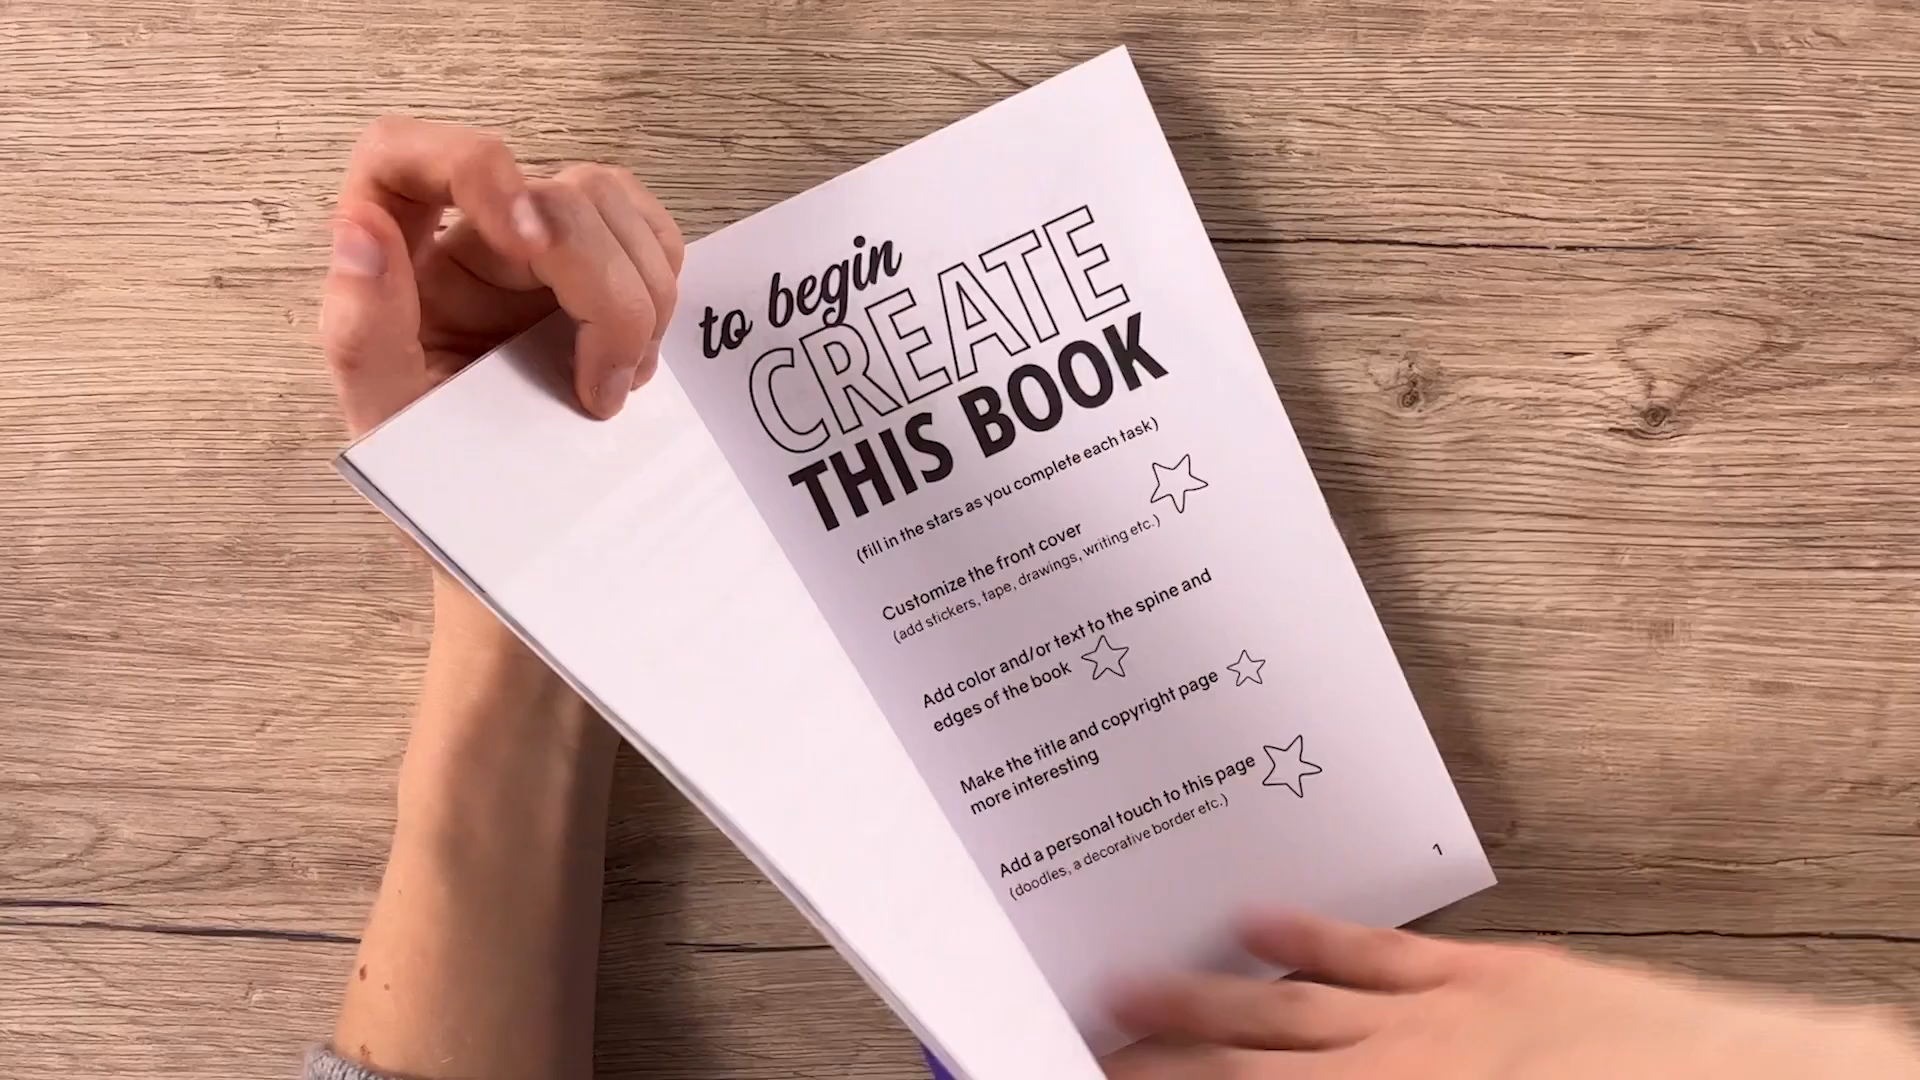 to begin
CREATE
THIS BOOK
(fill in the stars as you complete each task)
Customize the front cover
(add stickers, tape, drawings, writing etc.)
Add color and/or text to the spine and
edges of the book
Make the title and copyright page
more interesting
Add a personal touch to this page
(doodles, a decorative border etc.)
1